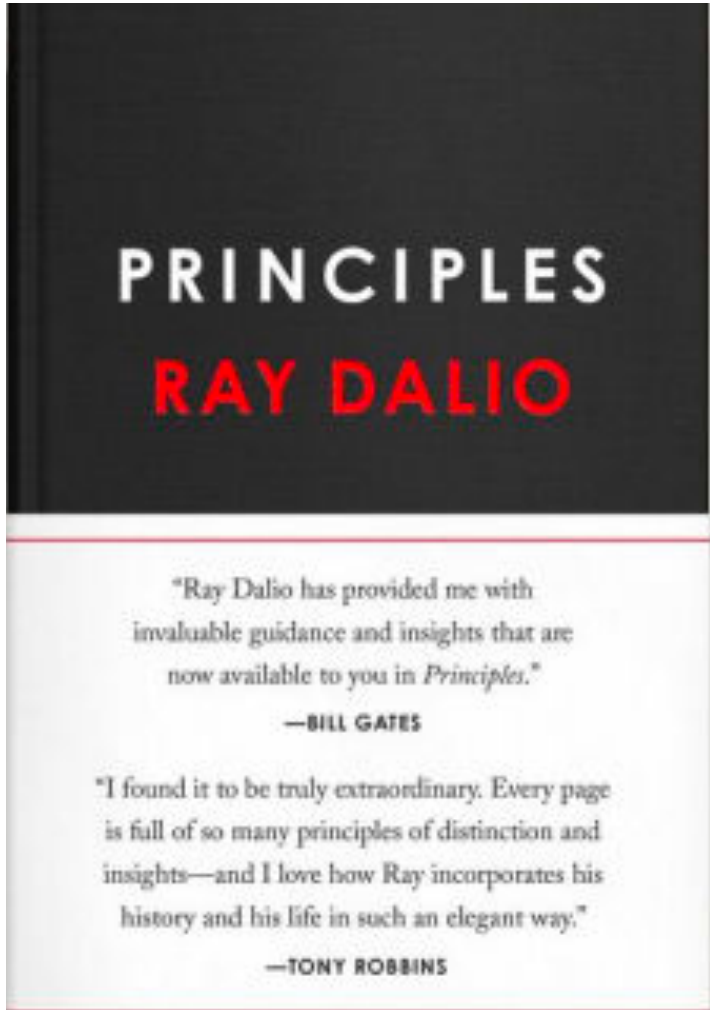 PRINCIPLES
RAY DALIO
“Ray Dalio has provided me with
invaluable guidance and insights that are
now available to you in Principles.”
—BILL GATES
“I found it to be truly extraordinary. Every page
is full of so many principles of distinction and
insights—and I love how Ray incorporates his
history and his life in such an elegant way.”
—TONY ROBBINS